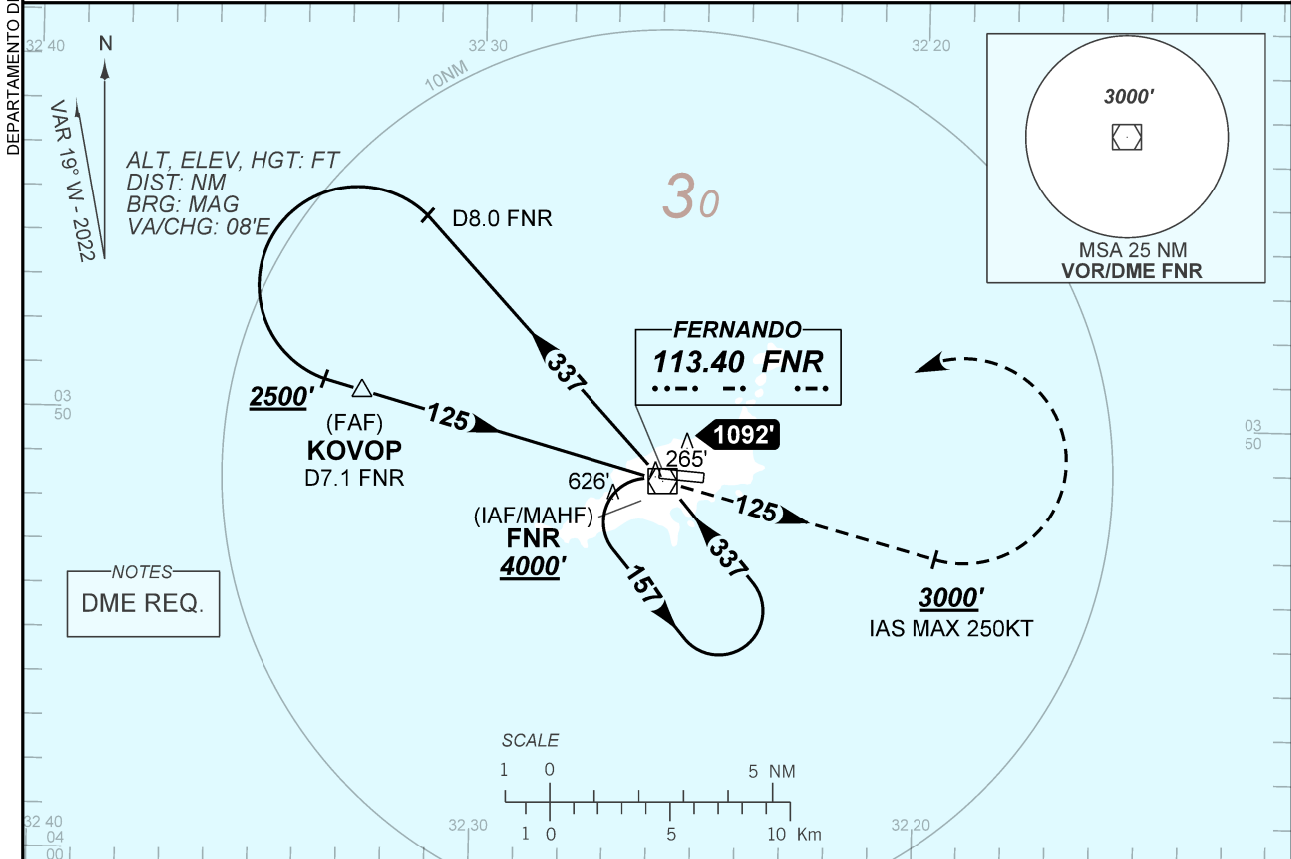 DEPARTAMENTO DE
32 40
32 30
32 20
N
10NM
VAR 19° W - 2022
ALT, ELEV, HGT: FT
DIST: NM
BRG: MAG
VA/CHG: 08'E
3000'
MSA 25 NM
VOR/DME FNR
30
D8.0 FNR
FERNANDO
113.40 FNR
337
2500'
125
03
50
(FAF)
KOVOP
D7.1 FNR
1092'
265'
626'
03
50
(IAF/MAHF)
FNR
4000'
125
337
157
3000'
IAS MAX 250KT
NOTES
DME REQ.
SCALE
1 0 5 NM
1 0 5 10 Km
32 40
04
00
32 30
32 20